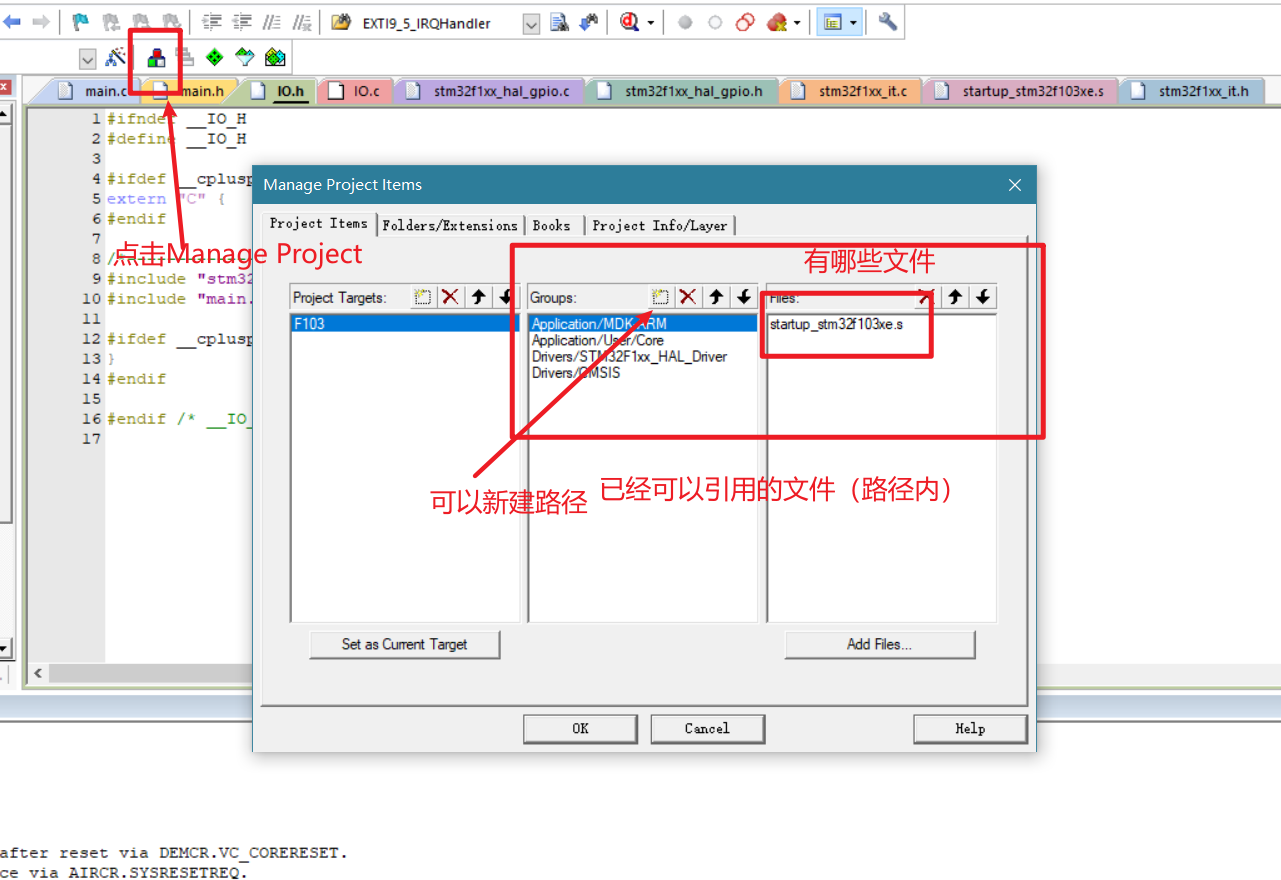 EXTI9_5_IRQHandler
main.c
main.h
IO.h
IO.c
stm32f1xx_hal_gpio.c
stm32f1xx_hal_gpio.h
stm32f1xx_it.c
startup_stm32f103xe.s
stm32f1xx_it.h
1 #ifndef __IO_H
2 #define __IO_H
3
4 #ifdef __cplusp
5 extern "C" {
6 #endif
7
8 /*
9 #include "stm32
10 #include "main.
11
12 #ifdef __cplusp
13 }
14 #endif
15
16 #endif /* __IO_
17
点击Manage Project
Manage Project Items
Project Items
Folders/Extensions
Books
Project Info/Layer
有哪些文件
Project Targets:
Groups:
Files:
F103
Application/MDK-ARM
Application/User/Core
Drivers/STM32F1xx_HAL_Driver
Drivers/CMSIS
startup_stm32f103xe.s
可以新建路径
已经可以引用的文件（路径内）
Set as Current Target
Add Files...
OK
Cancel
Help
after reset via DEMCR.VC_CORERESET.
ce via AIRCR.SYSRESETREQ.